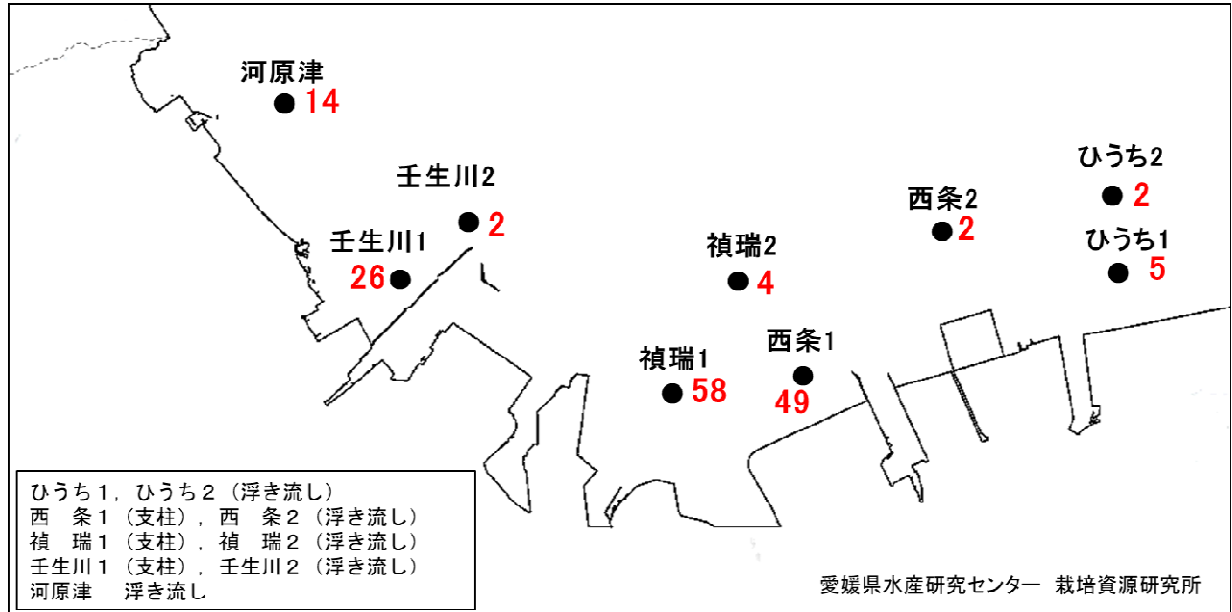 河原津
14
壬生川2
2
壬生川1
26
禎瑞2
4
禎瑞1
58
西条1
49
西条2
2
ひうち2
2
ひうち1
5
ひうち1，ひうち2（浮き流し）
西　条1（支柱），西　条2（浮き流し）
禎　瑞1（支柱），禎　瑞2（浮き流し）
壬生川1（支柱），壬生川2（浮き流し）
河原津　浮き流し
愛媛県水産研究センター 栽培資源研究所